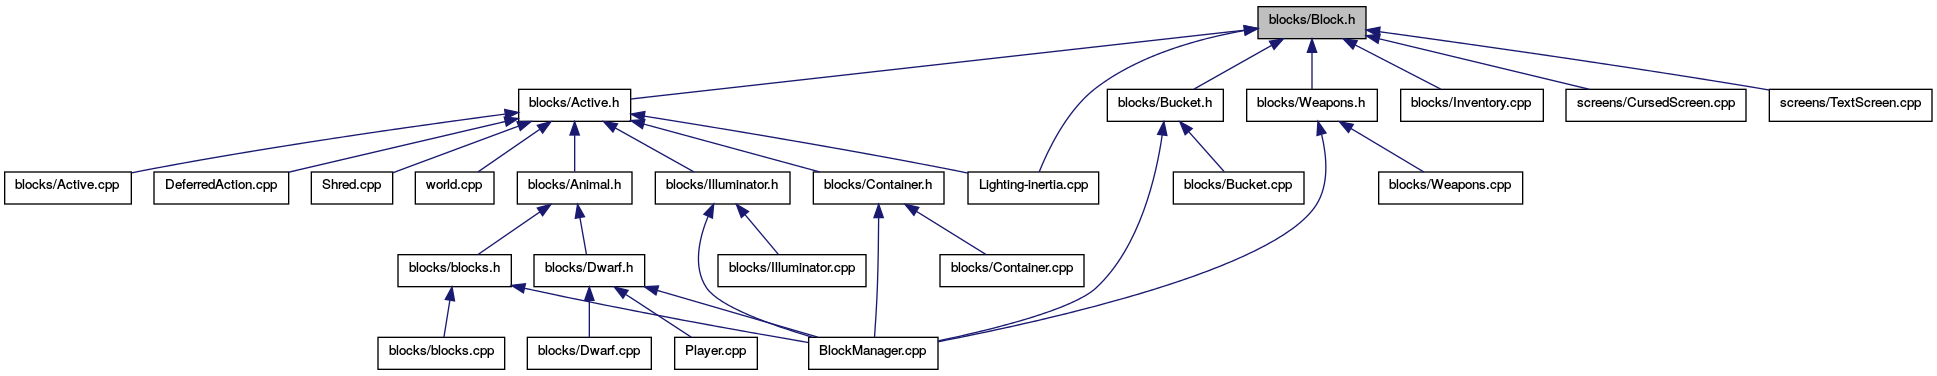 blocks/Block.h
blocks/Active.h
blocks/Bucket.h
blocks/Weapons.h
blocks/Inventory.cpp
screens/CursedScreen.cpp
screens/TextScreen.cpp
blocks/Active.cpp
DeferredAction.cpp
Shred.cpp
world.cpp
blocks/Animal.h
blocks/Illuminator.h
blocks/Container.h
Lighting-inertia.cpp
blocks/Bucket.cpp
blocks/Weapons.cpp
blocks/blocks.h
blocks/Dwarf.h
blocks/Illuminator.cpp
blocks/Container.cpp
blocks/blocks.cpp
blocks/Dwarf.cpp
Player.cpp
BlockManager.cpp